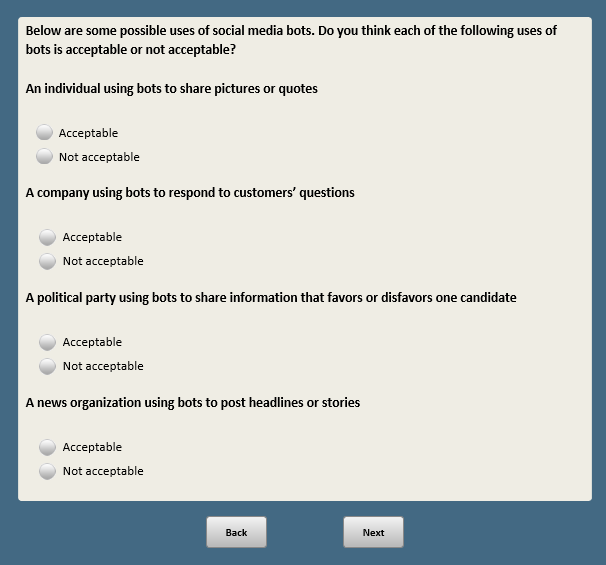 Below are some possible uses of social media bots. Do you think each of the following uses of
bots is acceptable or not acceptable?
An individual using bots to share pictures or quotes
Acceptable
Not acceptable
A company using bots to respond to customers’ questions
Acceptable
Not acceptable
A political party using bots to share information that favors or disfavors one candidate
Acceptable
Not acceptable
A news organization using bots to post headlines or stories
Acceptable
Not acceptable
Back
Next